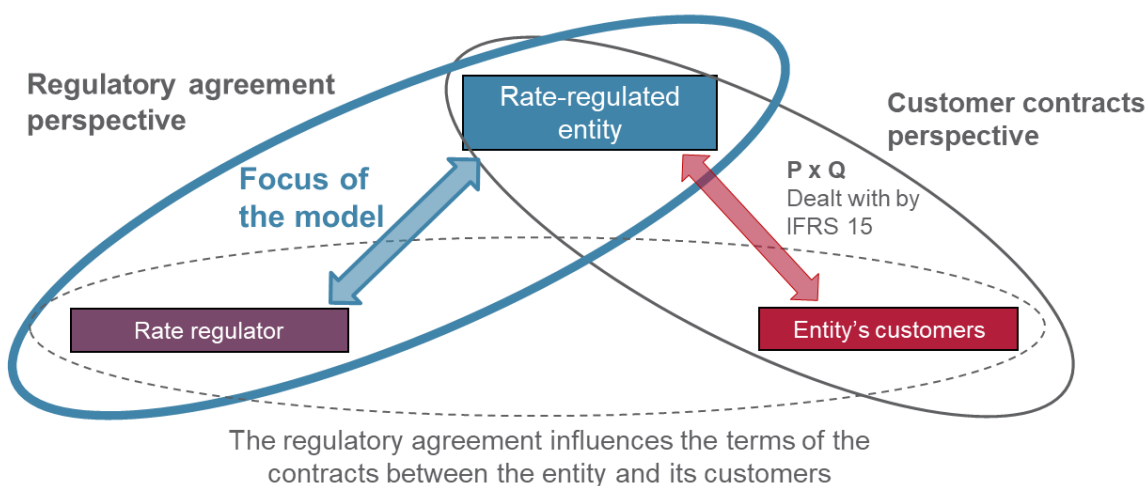 Regulatory agreement
perspective
Rate-regulated
entity
Customer contracts
perspective
Focus of
the model
P x Q
Dealt with by
IFRS 15
Rate regulator
Entity's customers
The regulatory agreement influences the terms of the
contracts between the entity and its customers